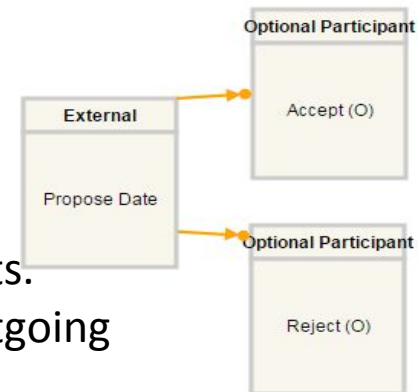 Optional Participant
Accept (O)
External
Propose Date
Optional Participant
Reject (O)